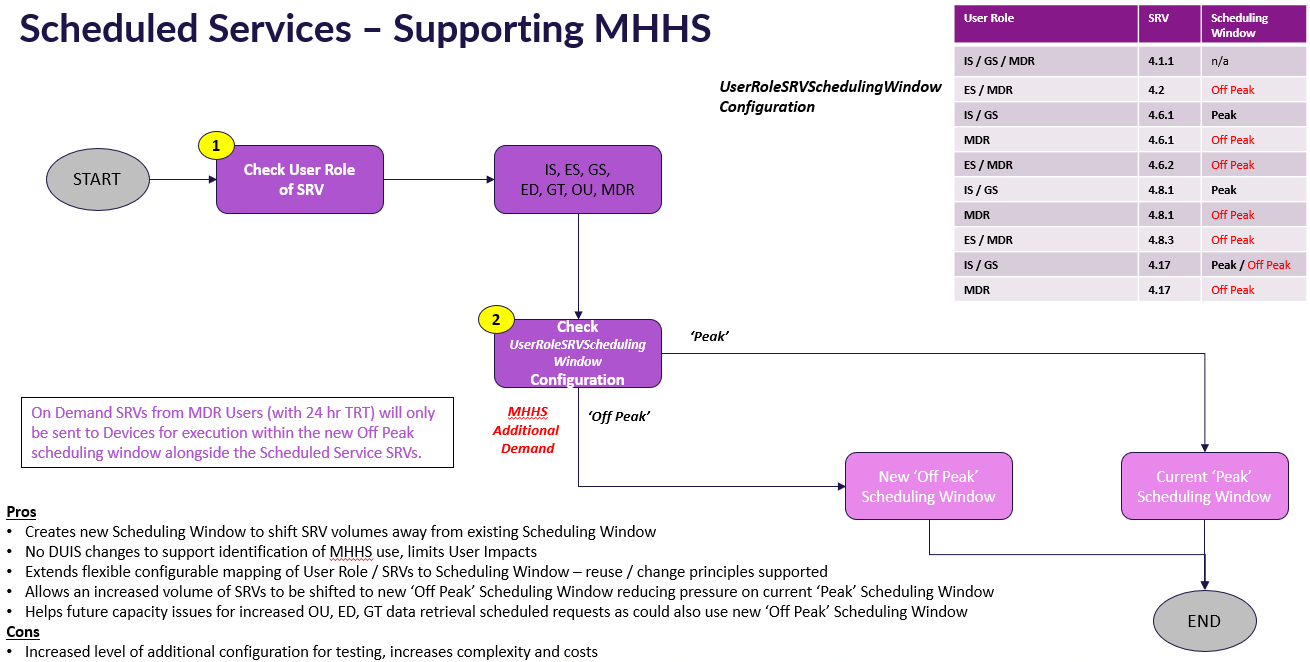 Scheduled Services – Supporting MHHS
User Role SRV Scheduling
Window
IS / GS / MDR 4.1.1 n/a
ES / MDR 4.2 Off Peak
IS / GS 4.6.1 Peak
MDR 4.6.1 Off Peak
ES / MDR 4.6.2 Off Peak
IS / GS 4.8.1 Peak
MDR 4.8.1 Off Peak
ES / MDR 4.8.3 Off Peak
IS / GS 4.17 Peak / Off Peak
MDR 4.17 Off Peak
UserRoleSRVSchedulingWindow
Configuration
START
1
Check User Role
of SRV
IS, ES, GS,
ED, GT, OU, MDR
2
Check
UserRoleSRVScheduling
Window
Configuration
‘Peak’
MHHS
Additional
Demand
‘Off Peak’
On Demand SRVs from MDR Users (with 24 hr TRT) will only
be sent to Devices for execution within the new Off Peak
scheduling window alongside the Scheduled Service SRVs.
New ‘Off Peak’
Scheduling Window
Current ‘Peak’
Scheduling Window
END
Pros
• Creates new Scheduling Window to shift SRV volumes away from existing Scheduling Window
• No DUIS changes to support identification of MHHS use, limits User Impacts
• Extends flexible configurable mapping of User Role / SRVs to Scheduling Window – reuse / change principles supported
• Allows an increased volume of SRVs to be shifted to new ‘Off Peak’ Scheduling Window reducing pressure on current ‘Peak’ Scheduling Window
• Helps future capacity issues for increased OU, ED, GT data retrieval scheduled requests as could also use new ‘Off Peak’ Scheduling Window
Cons
• Increased level of additional configuration for testing, increases complexity and costs